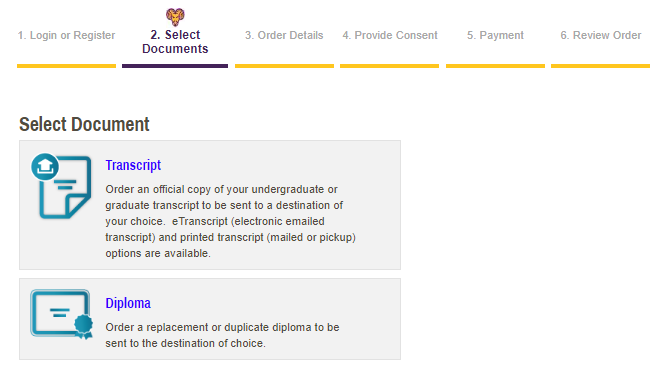 1. Login or Register
2. Select
Documents
3. Order Details
4. Provide Consent
5. Payment
6. Review Order
Select Document
Transcript
Order an official copy of your undergraduate or
graduate transcript to be sent to a destination of
your choice.  eTranscript (electronic emailed
transcript) and printed transcript (mailed or pickup)
options are available.
Diploma
Order a replacement or duplicate diploma to be
sent to the destination of choice.